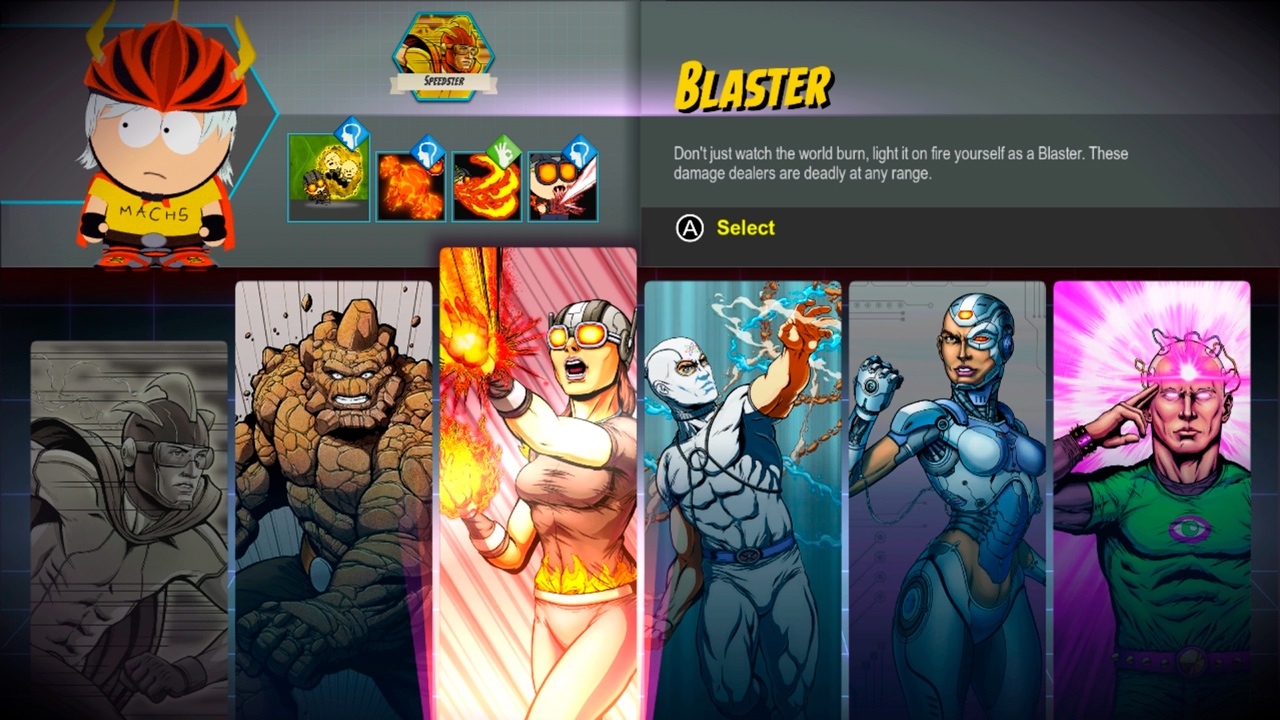 SPEEDSTER
BLASTER
Don't just watch the world burn, light it on fire yourself as a Blaster. These
damage dealers are deadly at any range.
A Select
MACH5